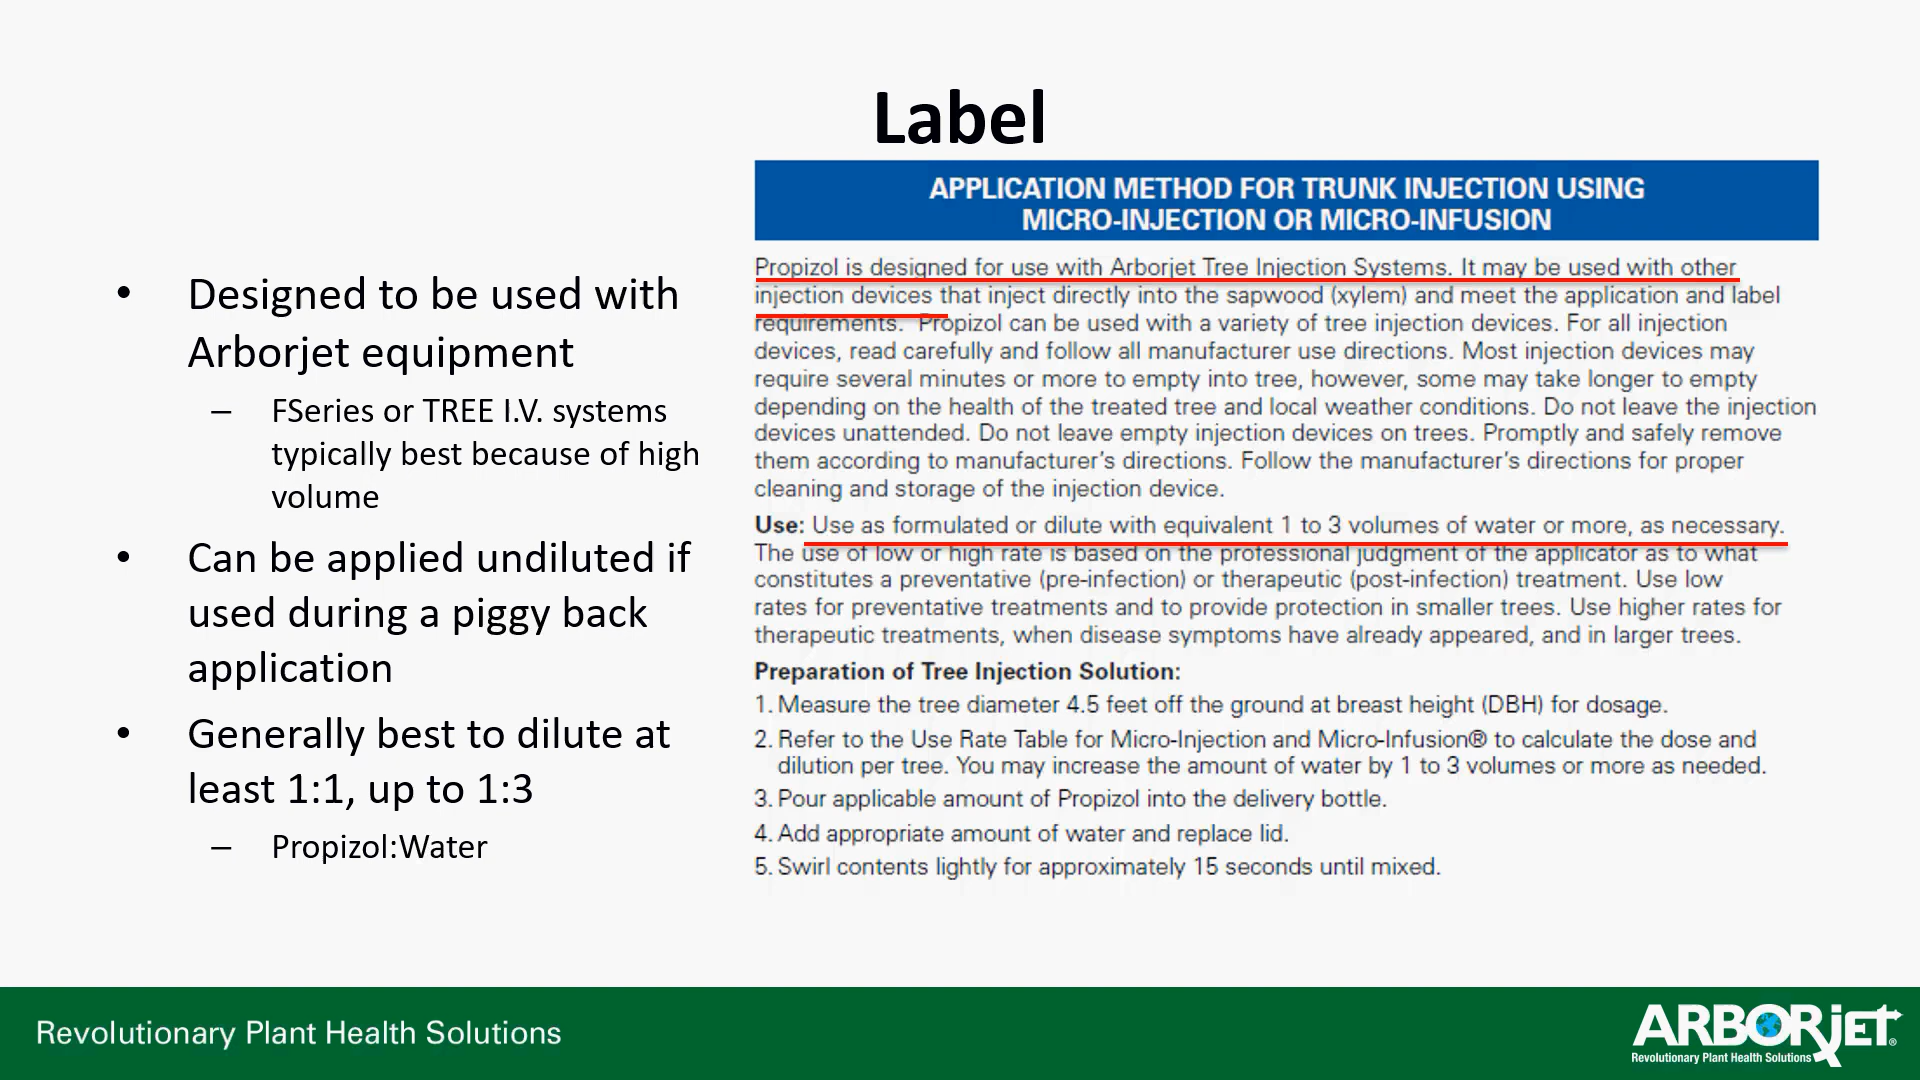 Label
• Designed to be used with
Arborjet equipment
– FSeries or TREE I.V. systems
typically best because of high
volume
• Can be applied undiluted if
used during a piggy back
application
• Generally best to dilute at
least 1:1, up to 1:3
– Propizol:Water
APPLICATION METHOD FOR TRUNK INJECTION USING
MICRO-INJECTION OR MICRO-INFUSION
Propizol is designed for use with Arborjet Tree Injection Systems. It may be used with other
injection devices that inject directly into the sapwood (xylem) and meet the application and label
requirements. Propizol can be used with a variety of tree injection devices. For all injection
devices, read carefully and follow all manufacturer use directions. Most injection devices may
require several minutes or more to empty into tree, however, some may take longer to empty
depending on the health of the treated tree and local weather conditions. Do not leave the injection
devices unattended. Do not leave empty injection devices on trees. Promptly and safely remove
them according to manufacturer's directions. Follow the manufacturer's directions for proper
cleaning and storage of the injection device.
Use: Use as formulated or dilute with equivalent 1 to 3 volumes of water or more, as necessary.
The use of low or high rate is based on the professional judgment of the applicator as to what
constitutes a preventative (pre-infection) or therapeutic (post-infection) treatment. Use low
rates for preventative treatments and to provide protection in smaller trees. Use higher rates for
therapeutic treatments, when disease symptoms have already appeared, and in larger trees.
Preparation of Tree Injection Solution:
1. Measure the tree diameter 4.5 feet off the ground at breast height (DBH) for dosage.
2. Refer to the Use Rate Table for Micro-Injection and Micro-Infusion® to calculate the dose and
dilution per tree. You may increase the amount of water by 1 to 3 volumes or more as needed.
3. Pour applicable amount of Propizol into the delivery bottle.
4. Add appropriate amount of water and replace lid.
5. Swirl contents lightly for approximately 15 seconds until mixed.
Revolutionary Plant Health Solutions
ARBORjET®
Revolutionary Plant Health Solutions